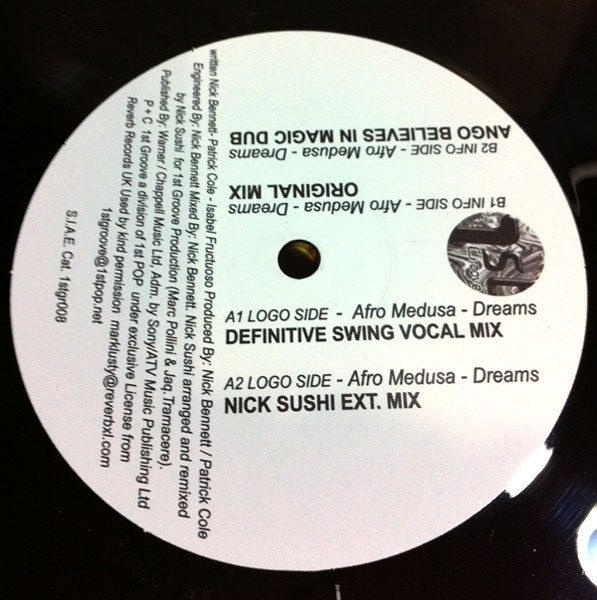 A1 LOGO SIDE - Afro Medusa - Dreams
DEFINITIVE SWING VOCAL MIX
A2 LOGO SIDE - Afro Medusa - Dreams
NICK SUSHI EXT. MIX
B1 INFO SIDE - Afro Medusa - Dreams
ORIGINAL MIX
B2 INFO SIDE - Afro Medusa - Dreams
ANGO BELIEVES IN MAGIC DUB
1st
Groove
written Nick Bennett- Patrick Cole - Isabel Fructuoso Produced By: Nick Bennett / Patrick Cole
Engineered By: Nick Bennett Mixed By: Nick Bennett. Nick Sushi arranged and remixed
by Nick Sushi for 1st Groove Production (Marc Pollini & Jaq. Tramacere).
Published By: Warner / Chappell Music Ltd, Adm. by Sony/ATV Music Publishing Ltd
P + C 1st Groove a division of 1st POP under exclusive License from
Reverb Records UK Used by kind permission marklusty@reverbxl.com
1stgroove@1stpop.net
S.I.A.E. Cat. 1stgr008